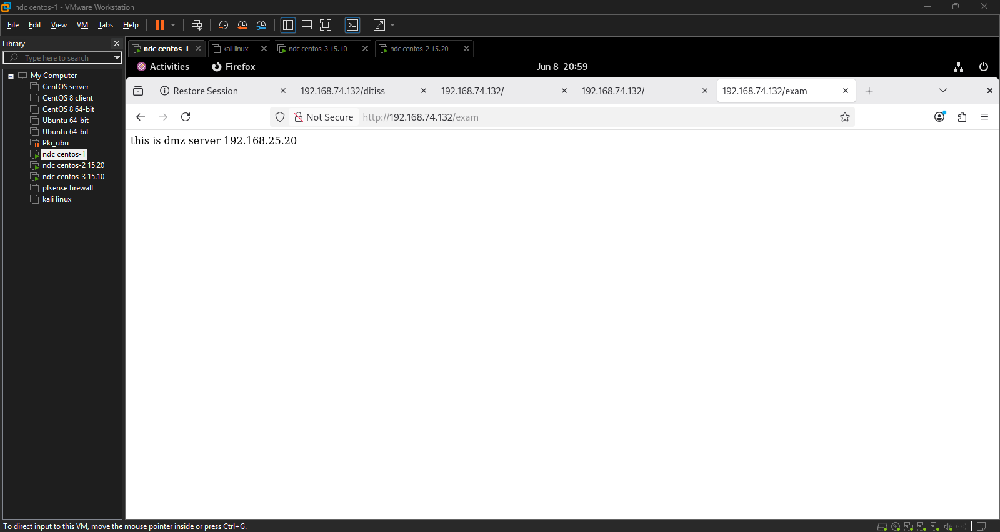 ndc centos-1 - VMware Workstation
File Edit View VM Tabs Help
Library
Type here to search
My Computer
CentOS server
CentOS 8 client
CentOS 8 64-bit
Ubuntu 64-bit
Ubuntu 64-bit
Pki_ubu
ndc centos-1
ndc centos-2 15.20
ndc centos-3 15.10
pfsense firewall
kali linux
ndc centos-1 kali linux ndc centos-3 15.10 ndc centos-2 15.20
Activities Firefox Jun 8 20:59
Restore Session 192.168.74.132/ditiss 192.168.74.132/ 192.168.74.132/ 192.168.74.132/exam
Not Secure http://192.168.74.132/exam
this is dmz server 192.168.25.20
To direct input to this VM, move the mouse pointer inside or press Ctrl+G.